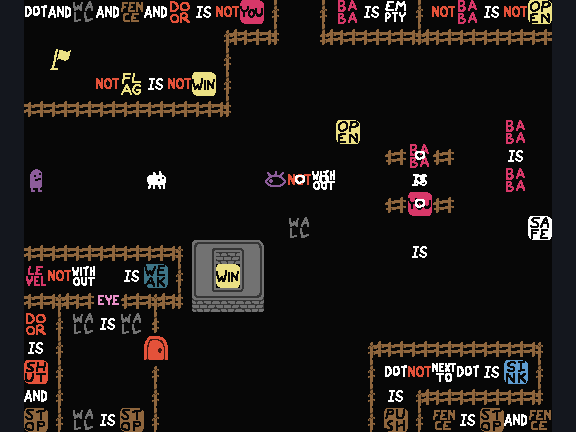 DOT AND WALL AND FENCE AND DOOR IS NOT YOU BABA IS EMPTY NOT BABA IS NOT OPEN
NOT FLAG IS NOT WIN
OPEN BABA
BABA IS
NOT WITHOUT IS BABA
YOU
WALL SAFE
IS
LEVEL NOT WITHOUT IS WEAK WIN
EYE
DOOR WALL IS WALL
IS
SHUT DOT NOT NEXT TO DOT IS SINK
AND IS
STOP WALL IS STOP PUSH FENCE IS STOP AND FENCE